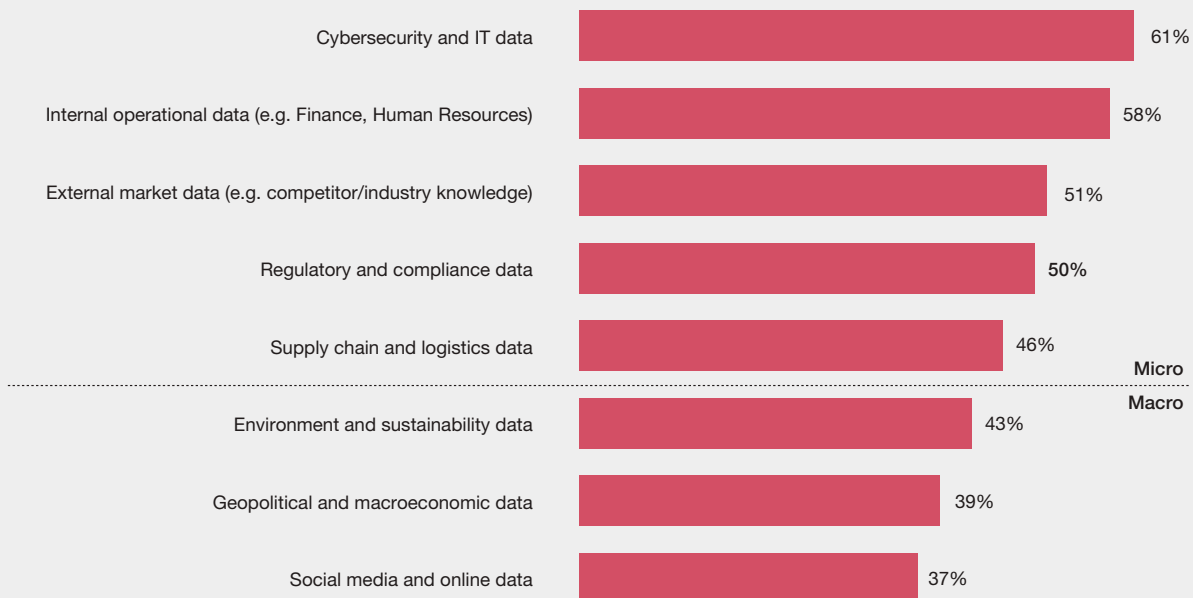 Cybersecurity and IT data 61%
Internal operational data (e.g. Finance, Human Resources) 58%
External market data (e.g. competitor/industry knowledge) 51%
Regulatory and compliance data 50%
Supply chain and logistics data 46%
Micro
Macro
Environment and sustainability data 43%
Geopolitical and macroeconomic data 39%
Social media and online data 37%